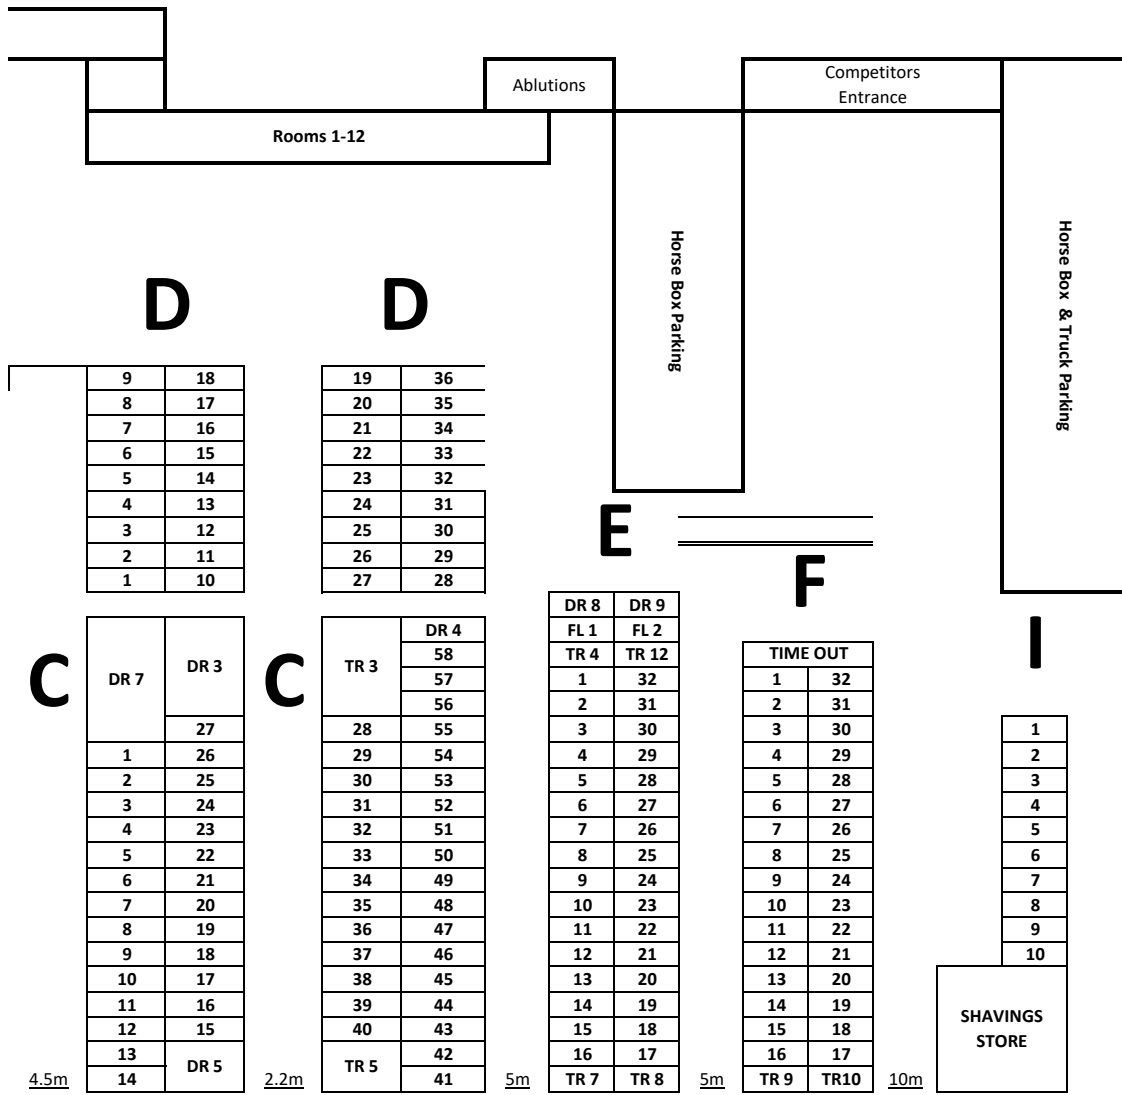 Ablutions
Competitors
Entrance
Rooms 1-12
Horse Box Parking
Horse Box & Truck Parking
D D
9 18 19 36
8 17 20 35
7 16 21 34
6 15 22 33
5 14 23 32
4 13 24 31
3 12 25 30
2 11 26 29
1 10 27 28
E
F
I
C C
DR 8 DR 9
DR 4 FL 1 FL 2
DR 7 DR 3 TR 3 58 TR 4 TR 12 TIME OUT
57 1 32 1 32
56 2 31 2 31
27 28 55 3 30 3 30 1
1 26 29 54 4 29 4 29 2
2 25 30 53 5 28 5 28 3
3 24 31 52 6 27 6 27 4
4 23 32 51 7 26 7 26 5
5 22 33 50 8 25 8 25 6
6 21 34 49 9 24 9 24 7
7 20 35 48 10 23 10 23 8
8 19 36 47 11 22 11 22 9
9 18 37 46 12 21 12 21 10
10 17 38 45 13 20 13 20
11 16 39 44 14 19 14 19
12 15 40 43 15 18 15 18
13 42 16 17 16 17
DR 5 TR 5
4.5m 14 2.2m 41 5m TR 7 TR 8 5m TR 9 TR10 10m
SHAVINGS
STORE